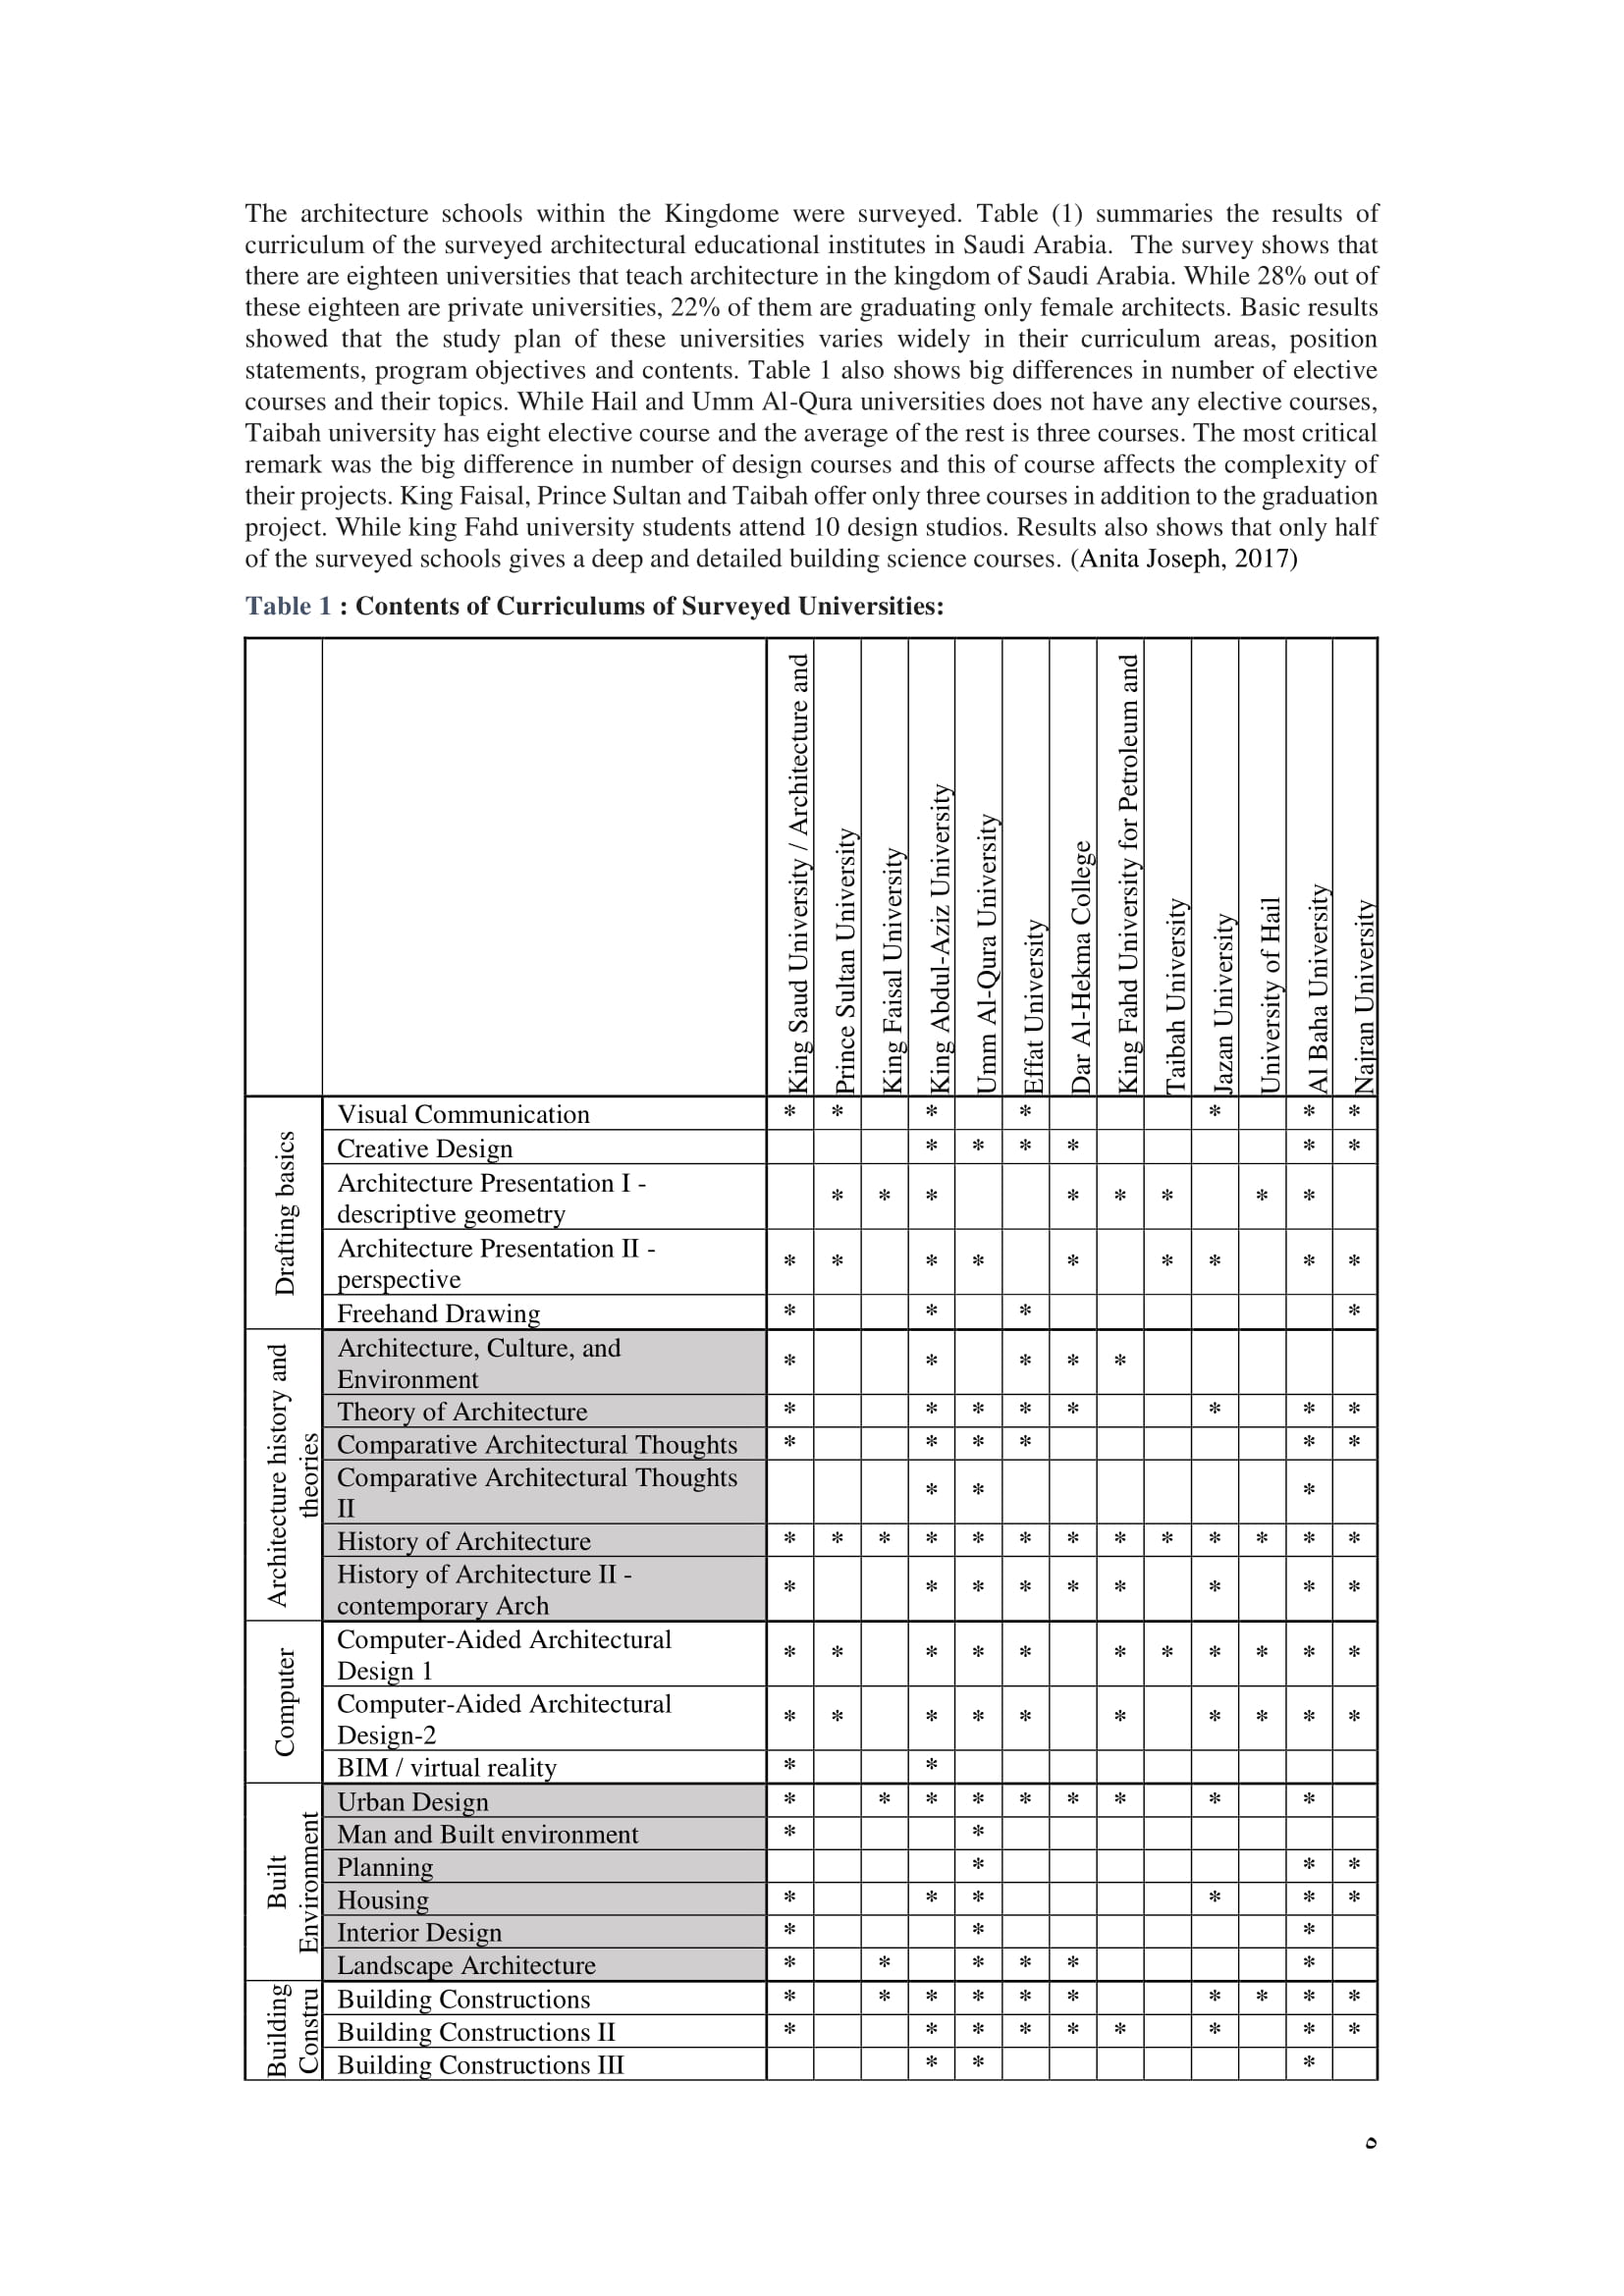 The architecture schools within the Kingdome were surveyed. Table (1) summaries the results of
curriculum of the surveyed architectural educational institutes in Saudi Arabia. The survey shows that
there are eighteen universities that teach architecture in the kingdom of Saudi Arabia. While 28% out of
these eighteen are private universities, 22% of them are graduating only female architects. Basic results
showed that the study plan of these universities varies widely in their curriculum areas, position
statements, program objectives and contents. Table 1 also shows big differences in number of elective
courses and their topics. While Hail and Umm Al-Qura universities does not have any elective courses,
Taibah university has eight elective course and the average of the rest is three courses. The most critical
remark was the big difference in number of design courses and this of course affects the complexity of
their projects. King Faisal, Prince Sultan and Taibah offer only three courses in addition to the graduation
project. While king Fahd university students attend 10 design studios. Results also shows that only half
of the surveyed schools gives a deep and detailed building science courses. (Anita Joseph, 2017)
Table 1 : Contents of Curriculums of Surveyed Universities:
King Saud University / Architecture and
Prince Sultan University
King Faisal University
King Abdul-Aziz University
Umm Al-Qura University
Effat University
Dar Al-Hekma College
King Fahd University for Petroleum and
Taibah University
Jazan University
University of Hail
Al Baha University
Najran University
Drafting basics
Visual Communication * * * * * * *
Creative Design * * * * * *
Architecture Presentation I -
descriptive geometry * * * * * * * *
Architecture Presentation II -
perspective * * * * * * * * *
Freehand Drawing * * * *
Architecture history and
theories
Architecture, Culture, and
Environment * * * * *
Theory of Architecture * * * * * * * *
Comparative Architectural Thoughts * * * * * *
Comparative Architectural Thoughts
II * * *
History of Architecture * * * * * * * * * * * * *
History of Architecture II -
contemporary Arch * * * * * * * * *
Computer
Computer-Aided Architectural
Design 1 * * * * * * * * * * *
Computer-Aided Architectural
Design-2 * * * * * * * * * *
BIM / virtual reality * *
Built
Environment
Urban Design * * * * * * * * *
Man and Built environment * *
Planning * * *
Housing * * * * * *
Interior Design * * *
Landscape Architecture * * * * * *
Building
Constru
Building Constructions * * * * * * * * * *
Building Constructions II * * * * * * * * *
Building Constructions III * * *